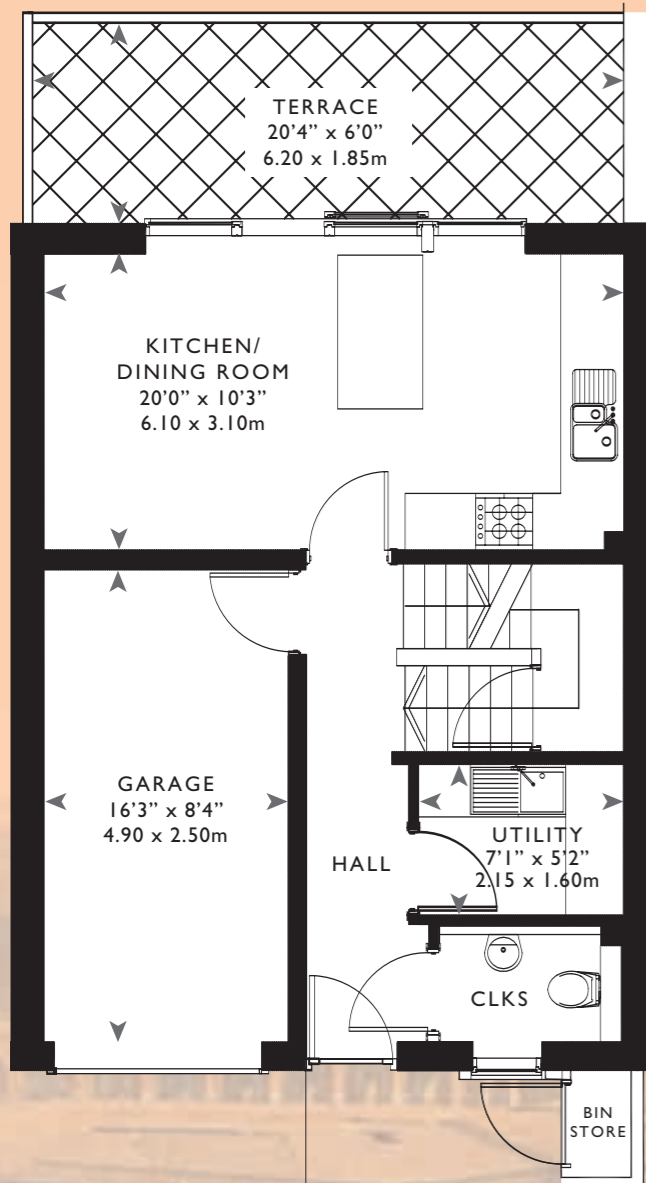 TERRACE
20'4” x 6'0”
6.20 x 1.85m
KITCHEN/
DINING ROOM
20'0” x 10'3”
6.10 x 3.10m
GARAGE
16'3” x 8'4”
4.90 x 2.50m
HALL
UTILITY
7'1” x 5'2”
2.15 x 1.60m
CLKS
BIN
STORE